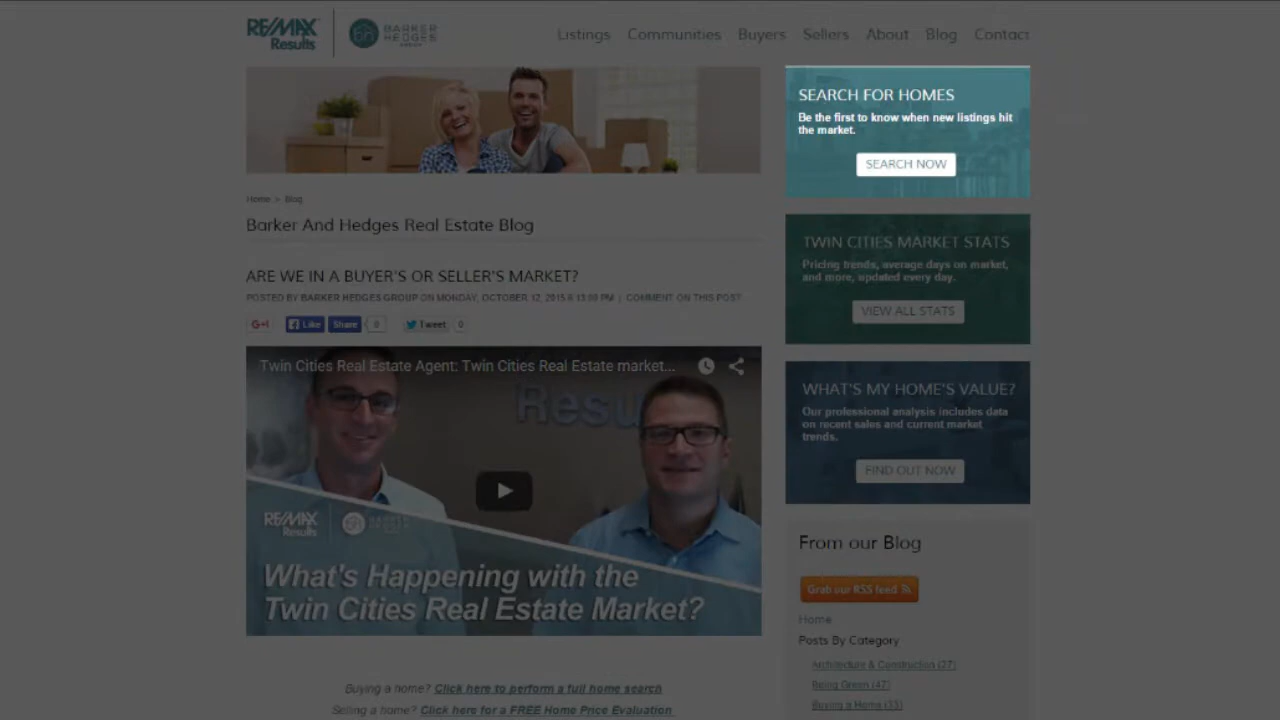 RE/MAX
Results
BARKER
HEDGES
GROUP
Listings Communities Buyers Sellers About Blog Contact
SEARCH FOR HOMES
Be the first to know when new listings hit
the market.
SEARCH NOW
Home > Blog
Barker And Hedges Real Estate Blog
ARE WE IN A BUYER'S OR SELLER'S MARKET?
POSTED BY BARKER HEDGES GROUP ON MONDAY, OCTOBER 12, 2015 @ 13:00 PM | COMMENT ON THIS POST
G+1 Like Share 0 Tweet 0
TWIN CITIES MARKET STATS
Pricing trends, average days on market,
and more, updated every day.
VIEW ALL STATS
Twin Cities Real Estate Agent: Twin Cities Real Estate market...
Resu
RE/MAX
Results
BARKER
HEDGES
What's Happening with the
Twin Cities Real Estate Market?
WHAT'S MY HOME'S VALUE?
Our professional analysis includes data
on recent sales and current market
trends.
FIND OUT NOW
From our Blog
Grab our RSS feed
Home
Posts By Category
Architecture & Construction (27)
Being Green (47)
Buying a Home (33)
Buying a home? Click here to perform a full home search
Selling a home? Click here for a FREE Home Price Evaluation